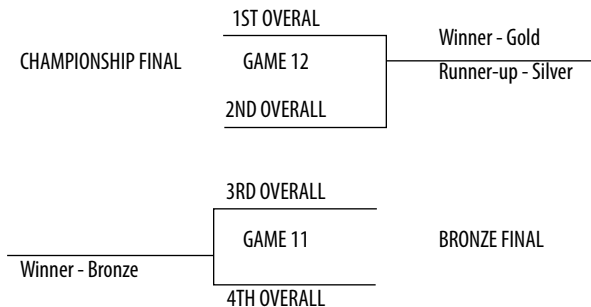 1ST OVERAL
CHAMPIONSHIP FINAL
GAME 12
Winner - Gold
Runner-up - Silver
2ND OVERALL
3RD OVERALL
GAME 11
BRONZE FINAL
Winner - Bronze
4TH OVERALL